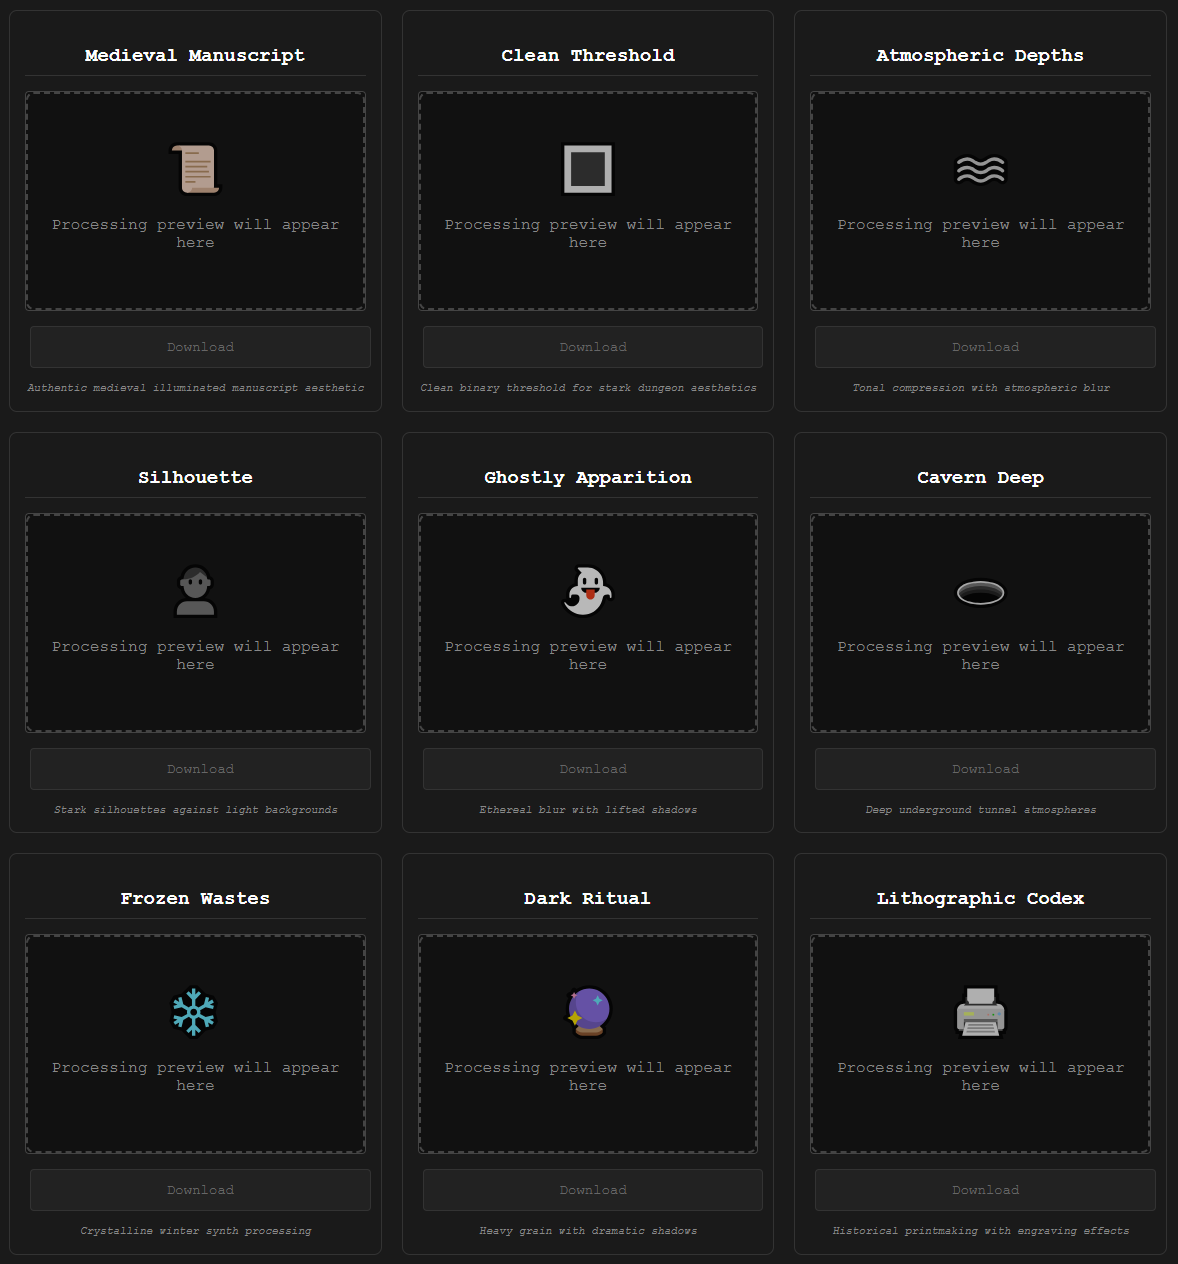 Medieval Manuscript
Processing preview will appear
here
Download
Authentic medieval illuminated manuscript aesthetic
Clean Threshold
Processing preview will appear
here
Download
Clean binary threshold for stark dungeon aesthetics
Atmospheric Depths
Processing preview will appear
here
Download
Tonal compression with atmospheric blur
Silhouette
Processing preview will appear
here
Download
Stark silhouettes against light backgrounds
Ghostly Apparition
Processing preview will appear
here
Download
Ethereal blur with lifted shadows
Cavern Deep
Processing preview will appear
here
Download
Deep underground tunnel atmospheres
Frozen Wastes
Processing preview will appear
here
Download
Crystalline winter synth processing
Dark Ritual
Processing preview will appear
here
Download
Heavy grain with dramatic shadows
Lithographic Codex
Processing preview will appear
here
Download
Historical printmaking with engraving effects